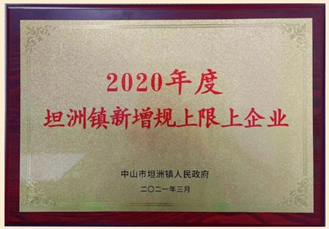 2020年度
坦洲镇新增规上限上企业
中山市坦洲镇人民政府
二〇二一年三月